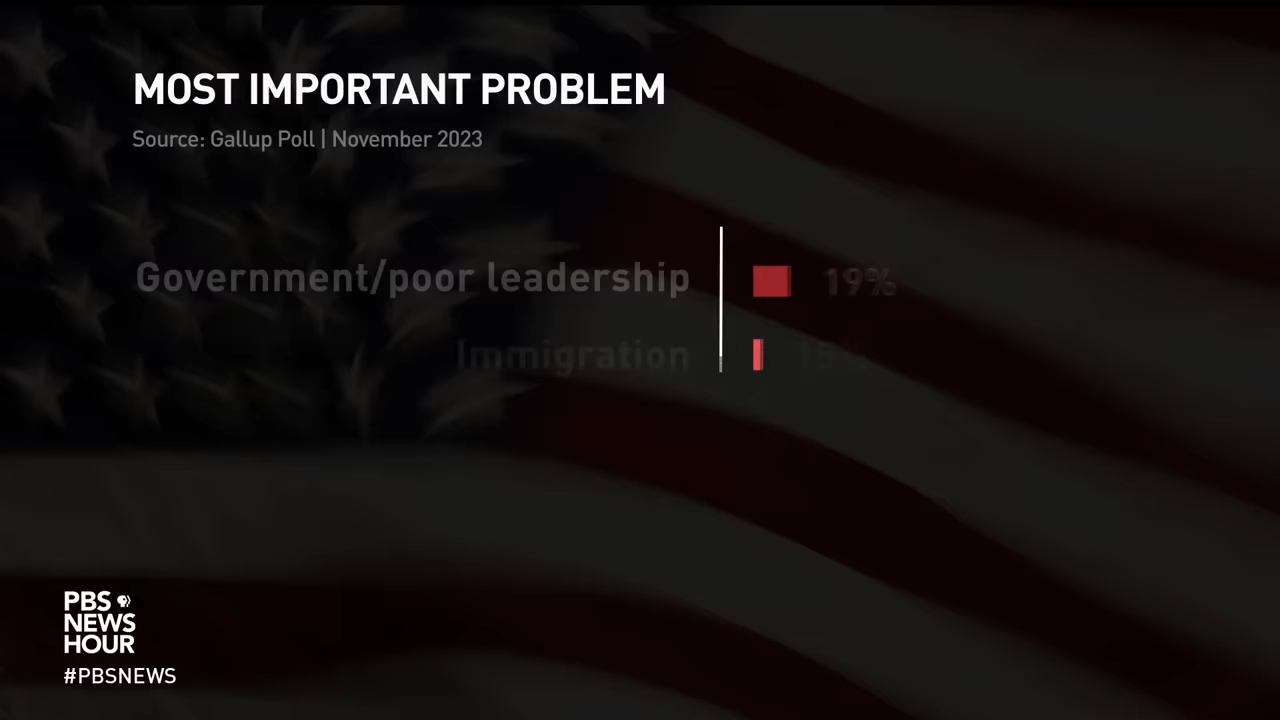 MOST IMPORTANT PROBLEM
Source: Gallup Poll | November 2023
Government/poor leadership
19%
Immigration
PBS
NEWS
HOUR
#PBSNEWS